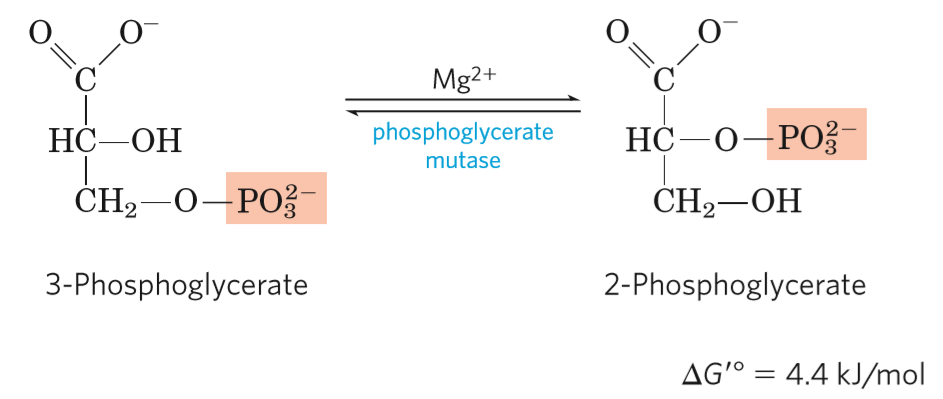 O O⁻ O O⁻
C Mg²⁺ C
HC—OH phosphoglycerate HC—O—PO₃²⁻
mutase
CH₂—O—PO₃²⁻ CH₂—OH
3-Phosphoglycerate 2-Phosphoglycerate
ΔG′° = 4.4 kJ/mol